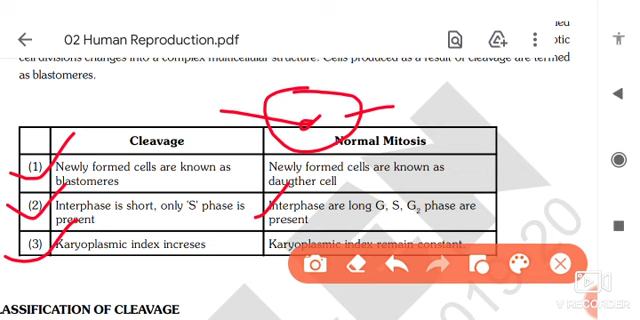 02 Human Reproduction.pdf
cell divisions changes into a complex multicellular structure. Cells produced as a result of cleavage are termed
as blastomeres.
Cleavage Normal Mitosis
(1) Newly formed cells are known as blastomeres Newly formed cells are known as daugther cell
(2) Interphase is short, only 'S' phase is present Interphase are long G, S, G2 phase are present
(3) Karyoplasmic index increses Karyoplasmic index remain constant.
LASSIFICATION OF CLEAVAGE
2019-20
V RECORDER